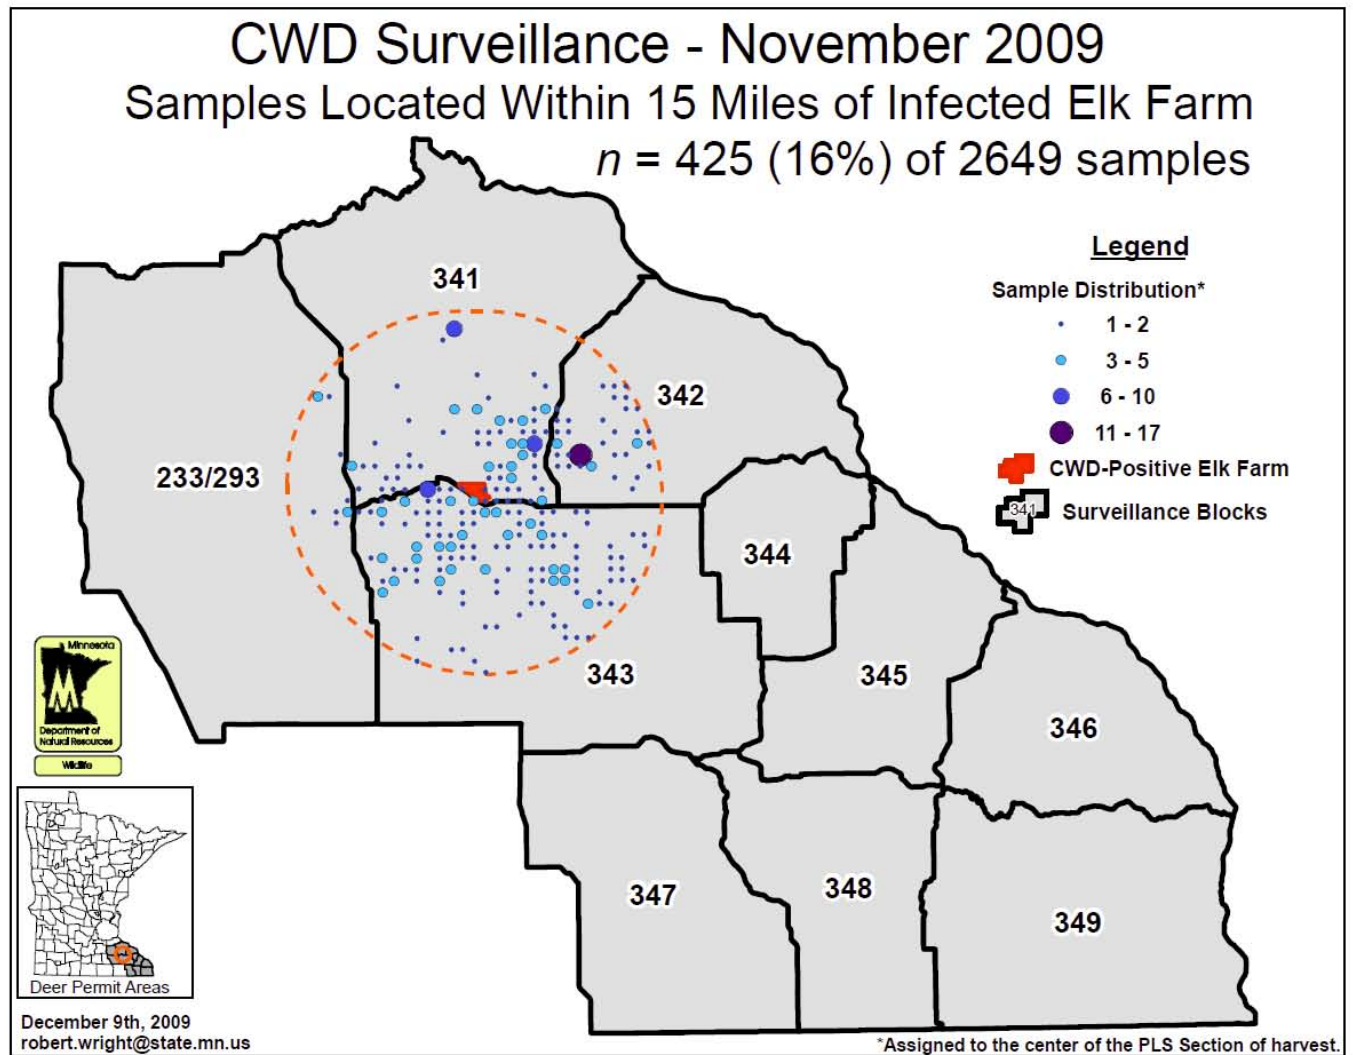 CWD Surveillance - November 2009
Samples Located Within 15 Miles of Infected Elk Farm
n = 425 (16%) of 2649 samples
Legend
Sample Distribution*
1 - 2
3 - 5
6 - 10
11 - 17
CWD-Positive Elk Farm
341
Surveillance Blocks
341
342
233/293
344
343
345
346
347
348
349
Minnesota
Department of
Natural Resources
Wildlife
Deer Permit Areas
December 9th, 2009
robert.wright@state.mn.us
*Assigned to the center of the PLS Section of harvest.